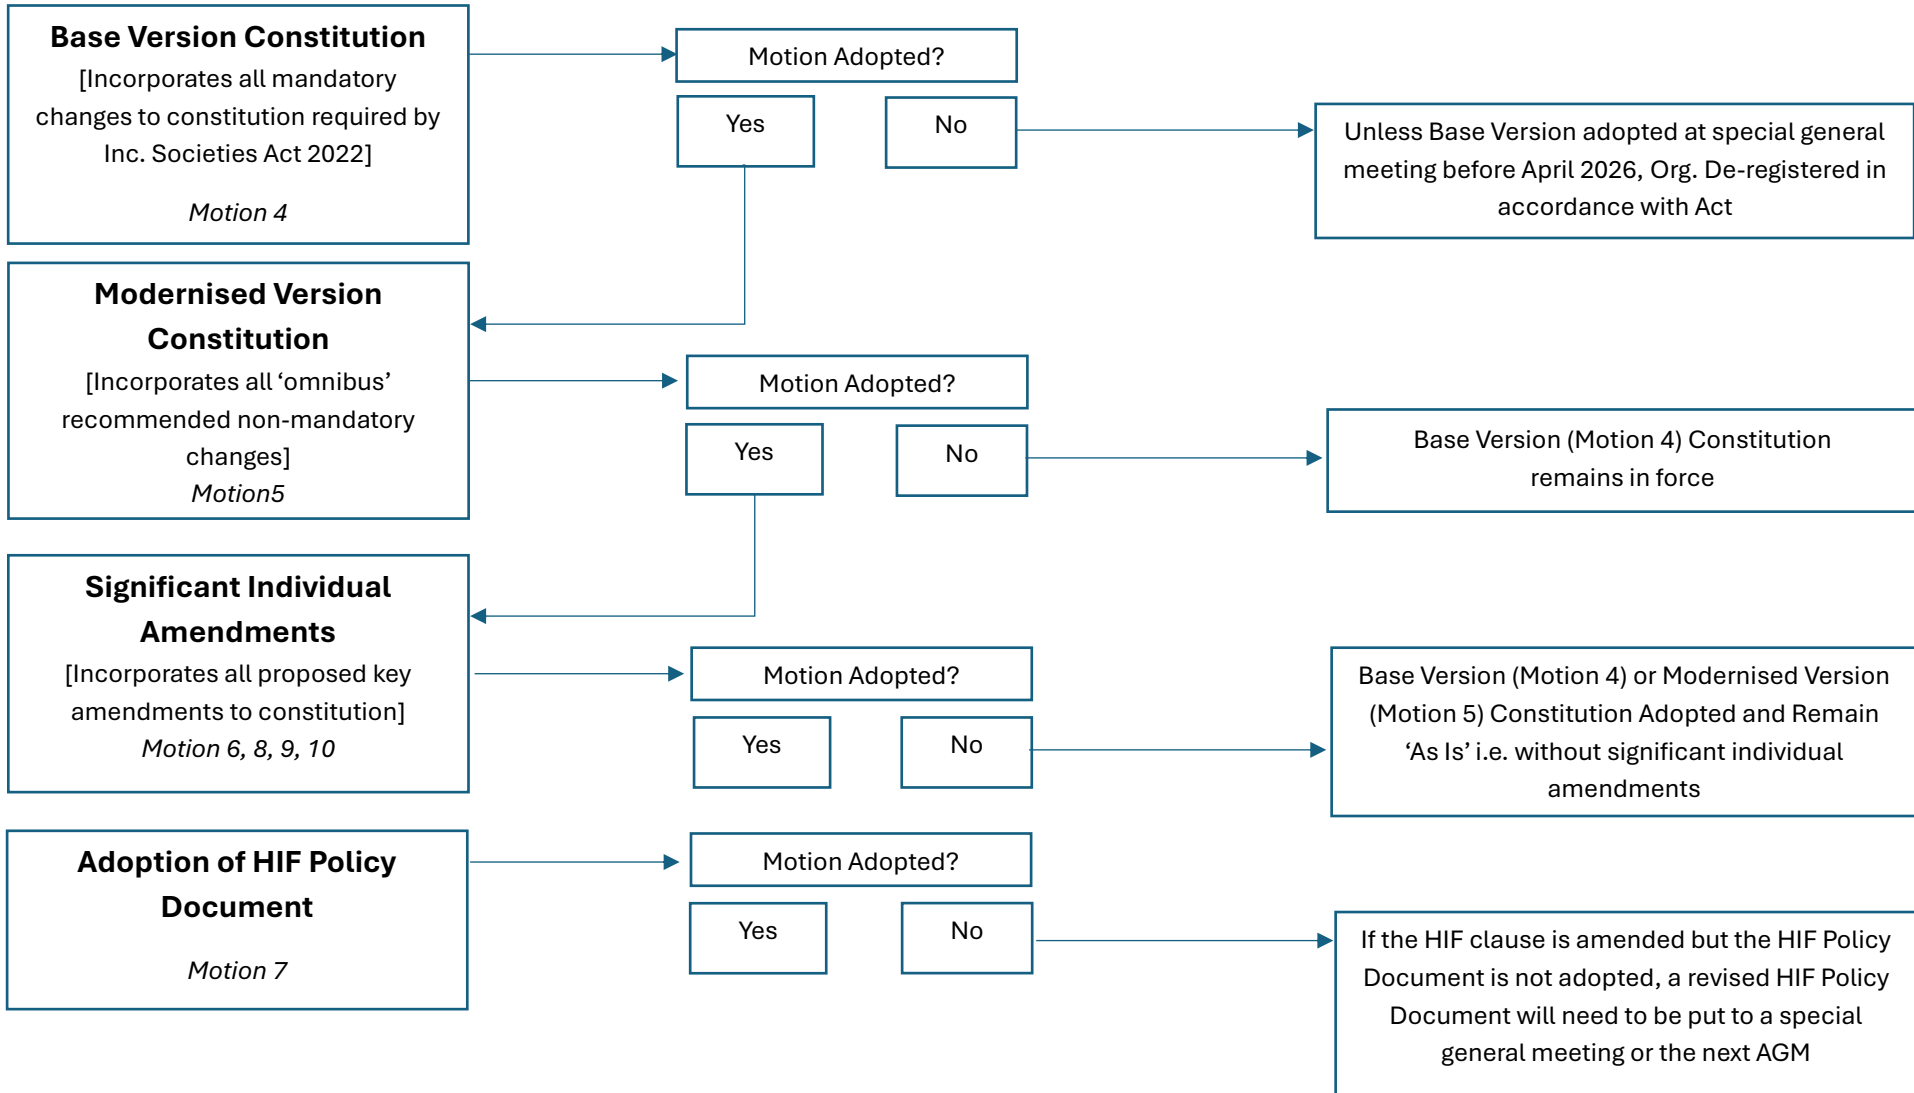 Base Version Constitution
[Incorporates all mandatory
changes to constitution required by
Inc. Societies Act 2022]
Motion 4
Motion Adopted?
Yes
No
Unless Base Version adopted at special general
meeting before April 2026, Org. De-registered in
accordance with Act
Modernised Version
Constitution
[Incorporates all ‘omnibus’
recommended non-mandatory
changes]
Motion5
Motion Adopted?
Yes
No
Base Version (Motion 4) Constitution
remains in force
Significant Individual
Amendments
[Incorporates all proposed key
amendments to constitution]
Motion 6, 8, 9, 10
Motion Adopted?
Yes
No
Base Version (Motion 4) or Modernised Version
(Motion 5) Constitution Adopted and Remain
‘As Is’ i.e. without significant individual
amendments
Adoption of HIF Policy
Document
Motion 7
Motion Adopted?
Yes
No
If the HIF clause is amended but the HIF Policy
Document is not adopted, a revised HIF Policy
Document will need to be put to a special
general meeting or the next AGM